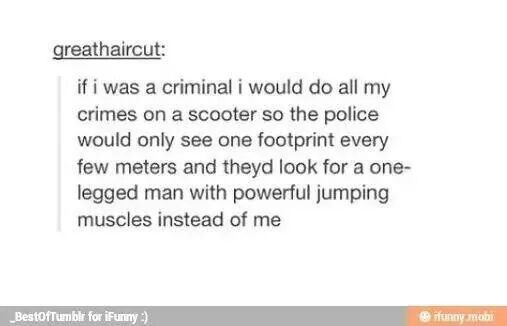 greathaircut:
if i was a criminal i would do all my
crimes on a scooter so the police
would only see one footprint every
few meters and theyd look for a one-
legged man with powerful jumping
muscles instead of me
_BestOfTumblr for iFunny :)
ifunny.mobi